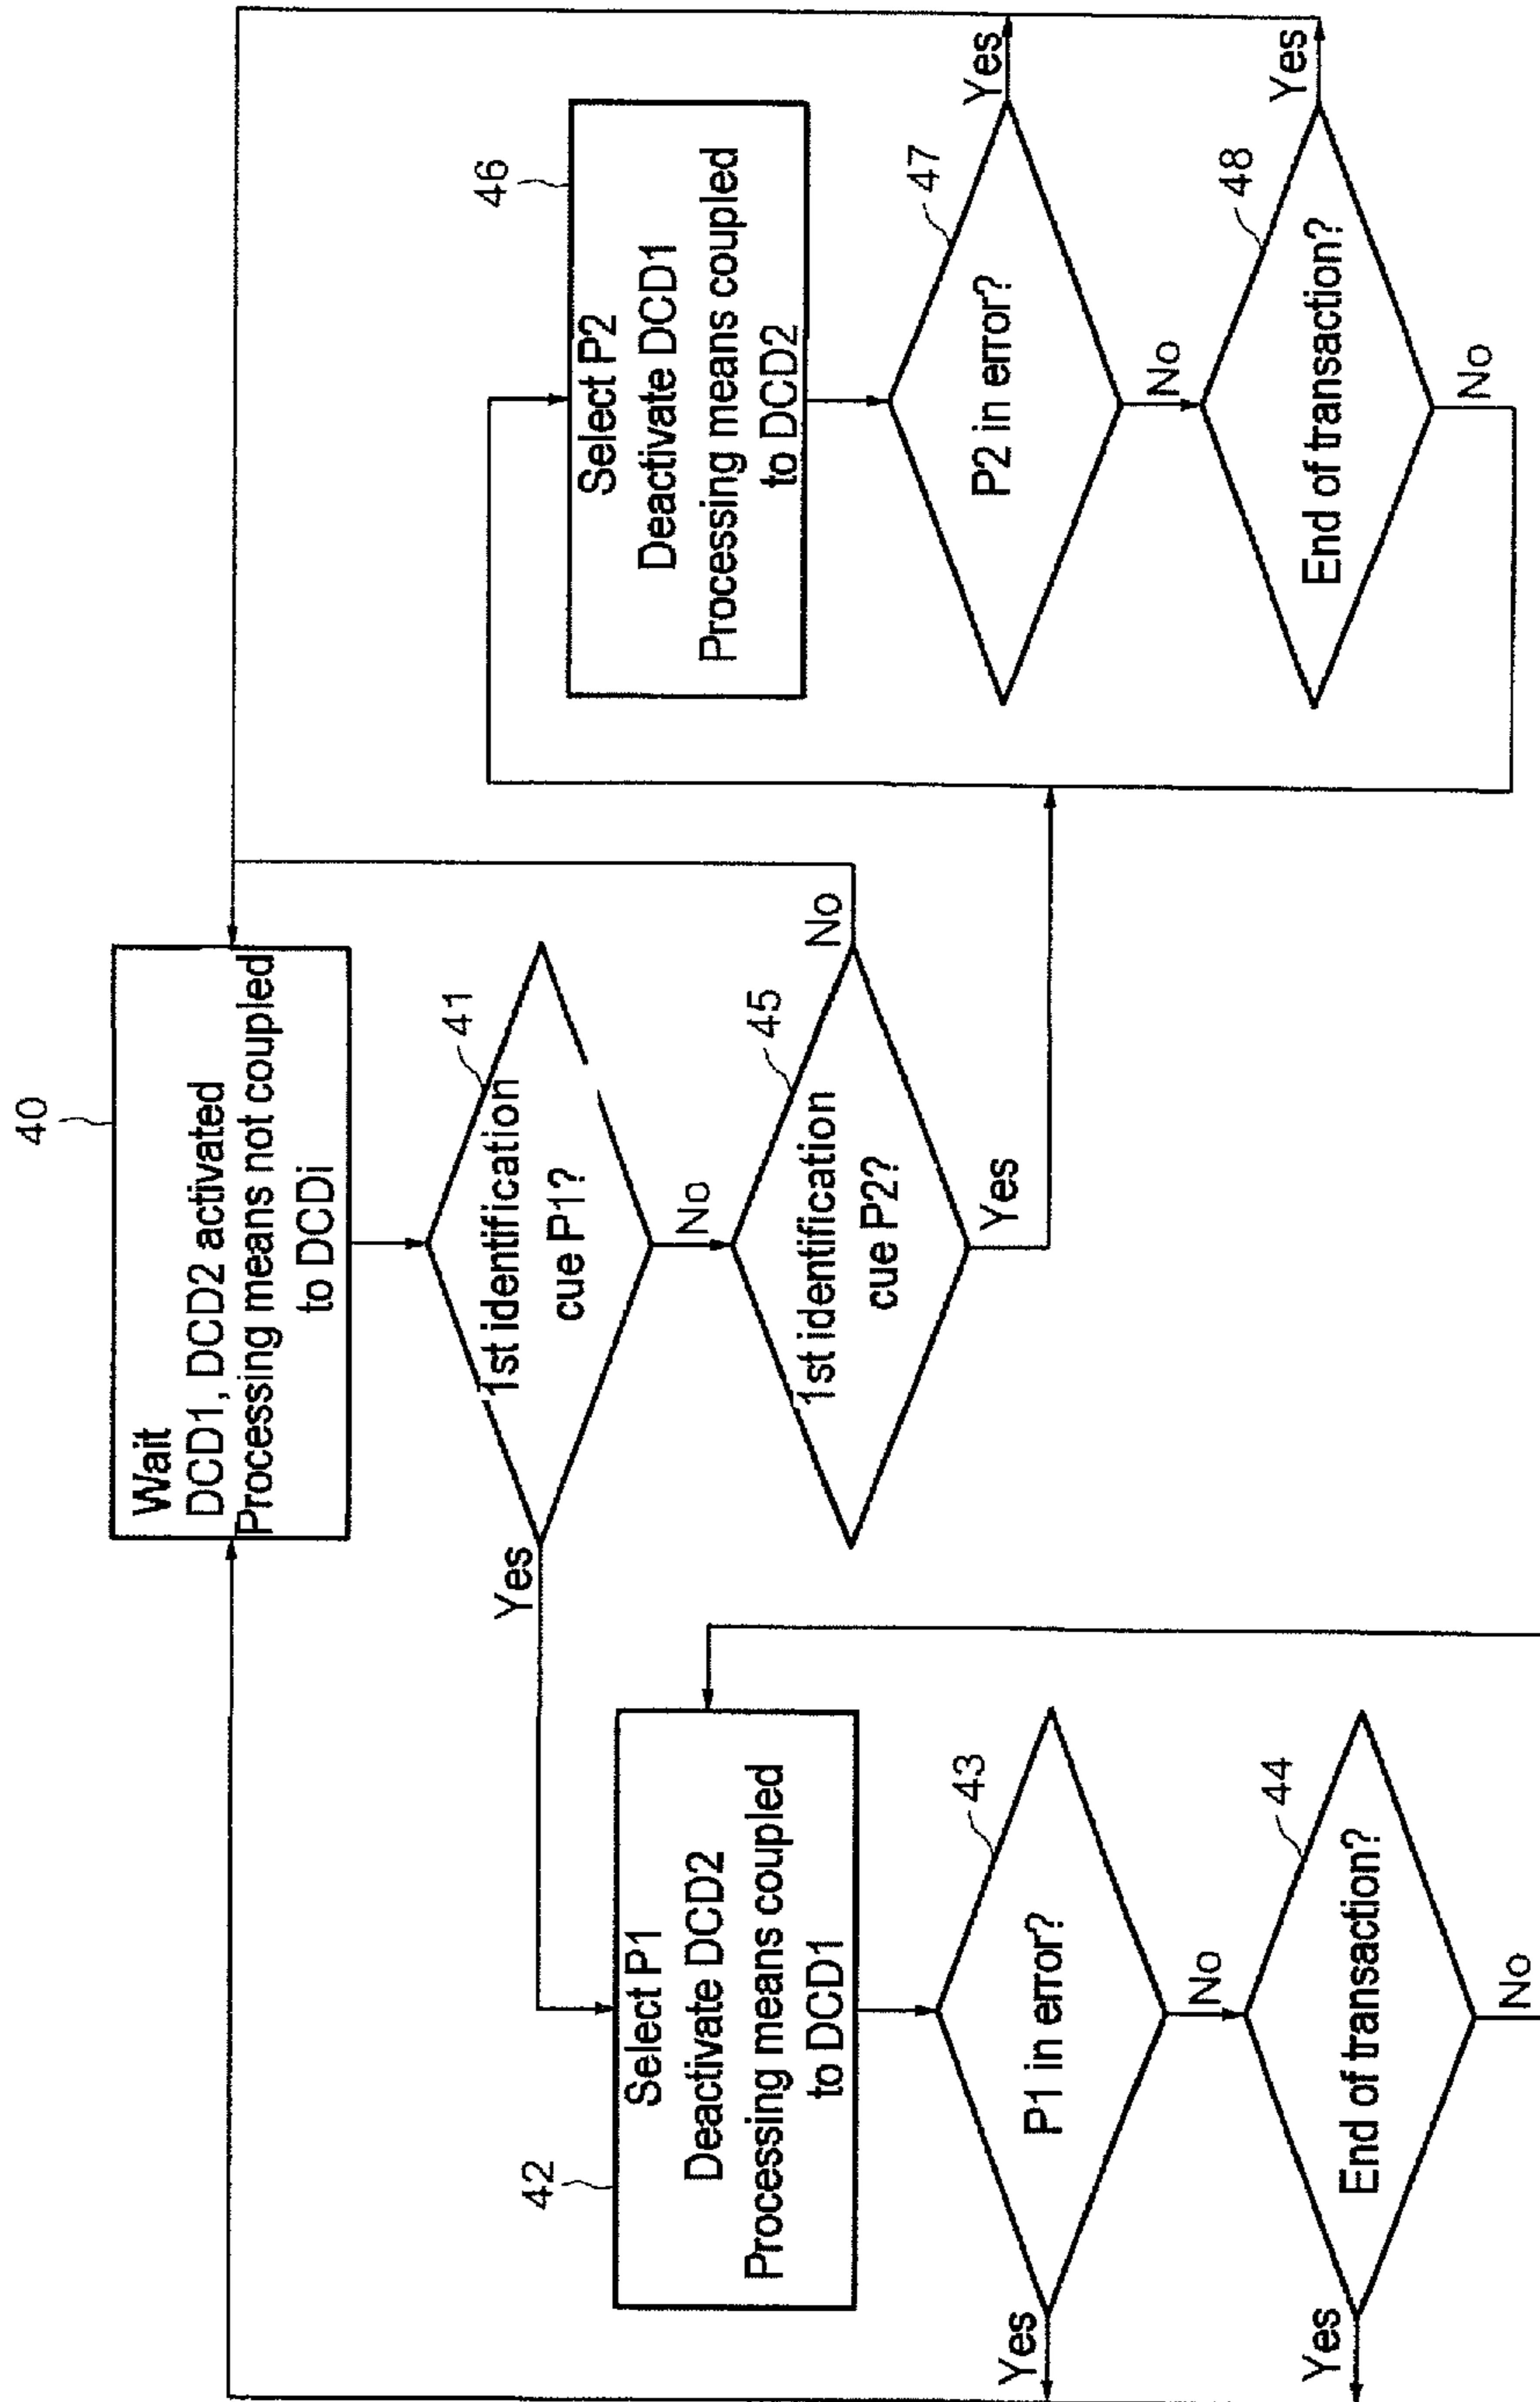 40
Wait
DCD1, DCD2 activated
Processing means not coupled
to DCDi
41
1st identification
cue P1?
Yes
No
45
1st identification
cue P2?
No
Yes
42
Select P1
Deactivate DCD2
Processing means coupled
to DCD1
43
P1 in error?
Yes
No
44
End of transaction?
Yes
No
46
Select P2
Deactivate DCD1
Processing means coupled
to DCD2
47
P2 in error?
Yes
No
48
End of transaction?
Yes
No